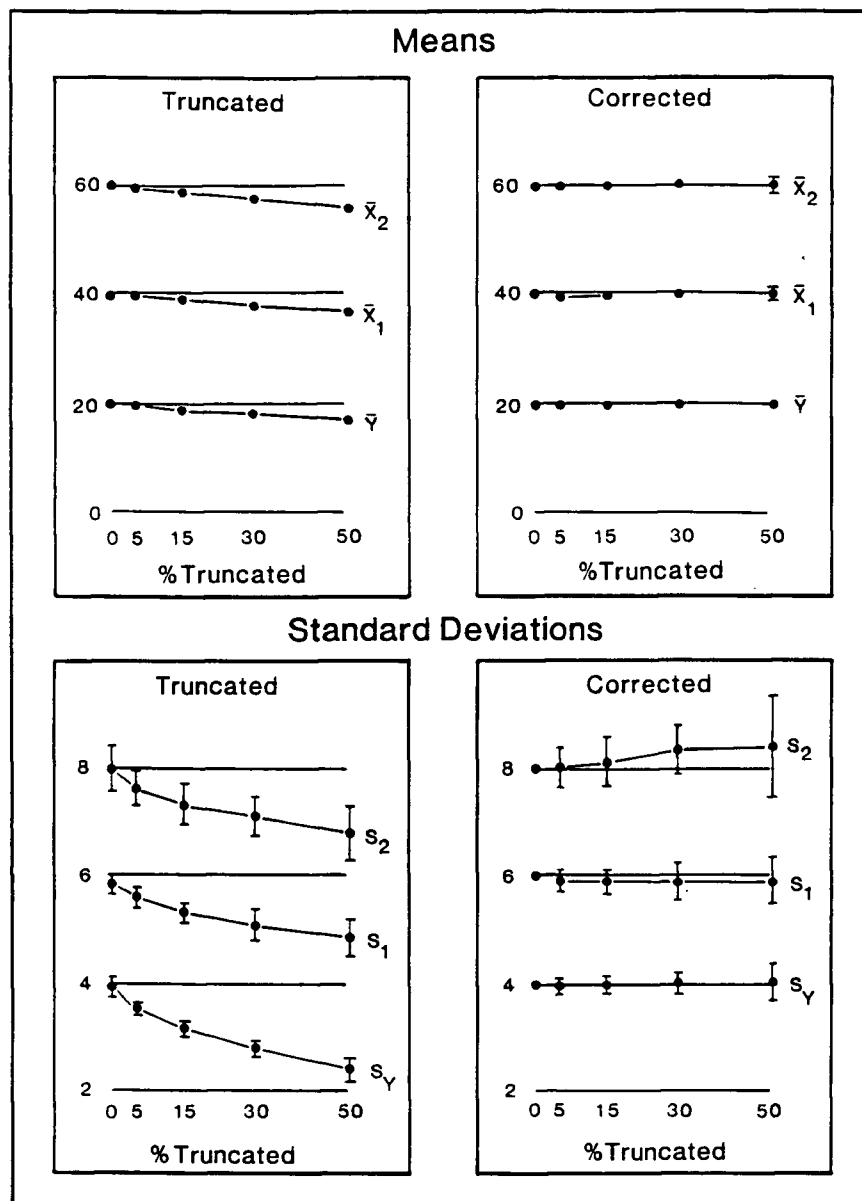 Means
Truncated
60
X̄2
40
X̄1
20
Ȳ
0
0 5 15 30 50
%Truncated
Corrected
60
X̄2
40
X̄1
20
Ȳ
0
0 5 15 30 50
%Truncated
Standard Deviations
Truncated
8
S2
6
S1
4
SY
2
0 5 15 30 50
%Truncated
Corrected
8
S2
6
S1
4
SY
2
0 5 15 30 50
%Truncated